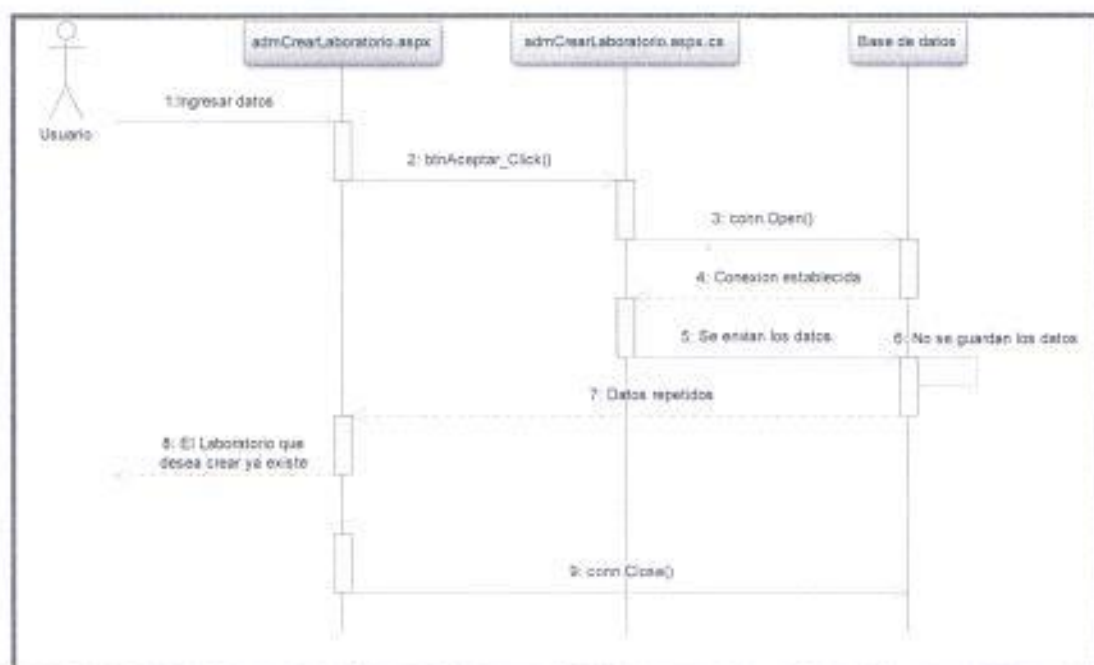 admCrearLaboratorio.aspx
admCrearLaboratorio.aspx.cs
Base de datos
Usuario
1:Ingresar datos
2: btnAceptar_Click()
3: conn.Open()
4: Conexion establecida
5: Se envian los datos
6: No se guardan los datos
7: Datos repetidos
8: El Laboratorio que
desea crear ya existe
9: conn.Close()